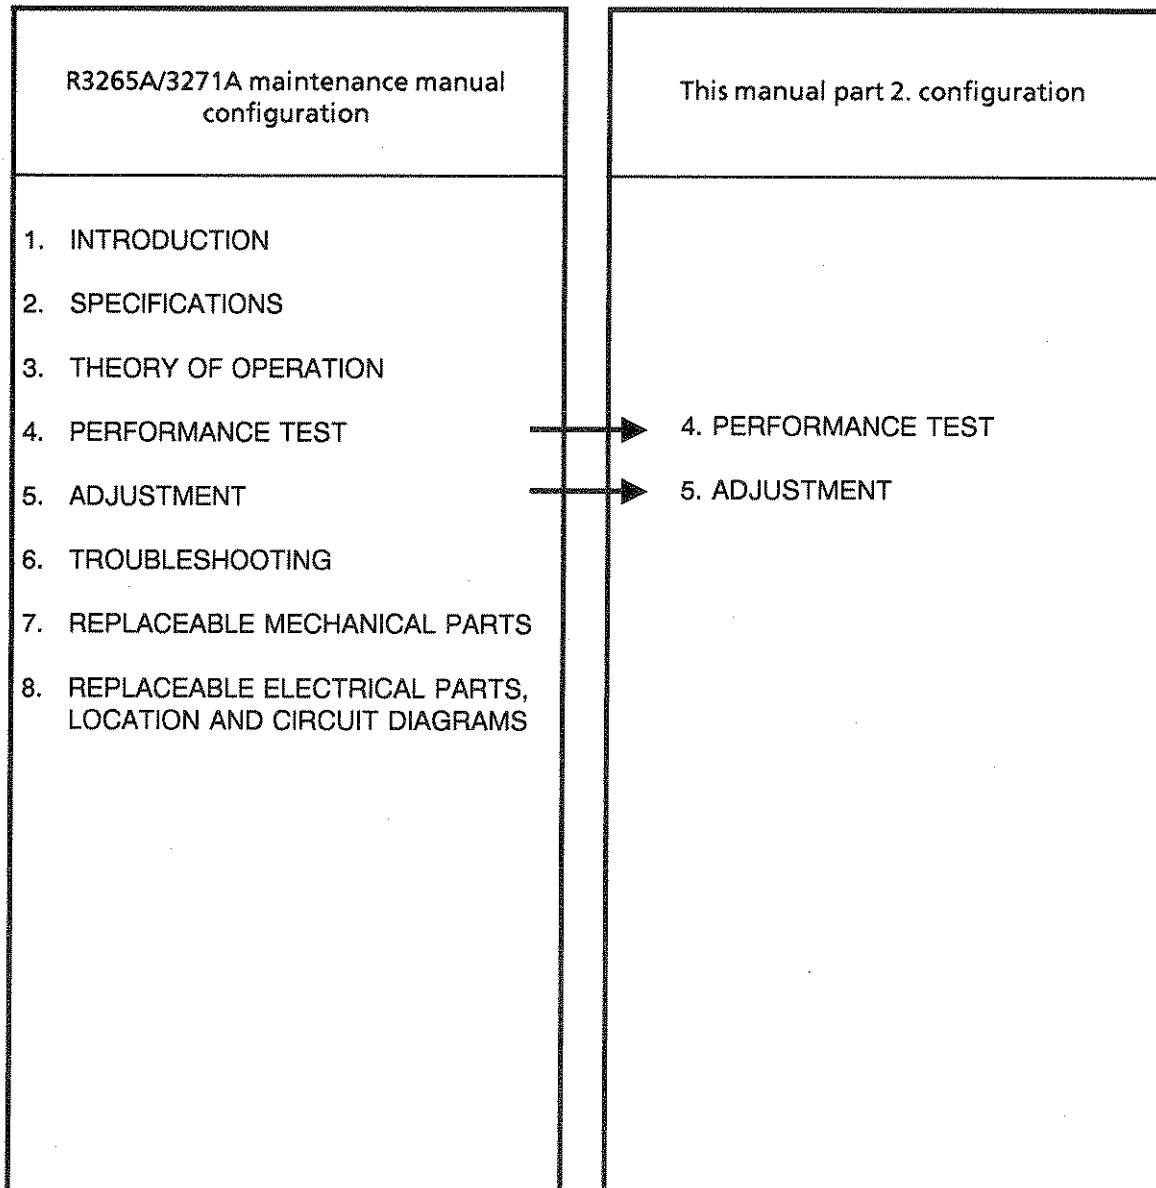 R3265A/3271A maintenance manual
configuration
1. INTRODUCTION
2. SPECIFICATIONS
3. THEORY OF OPERATION
4. PERFORMANCE TEST
5. ADJUSTMENT
6. TROUBLESHOOTING
7. REPLACEABLE MECHANICAL PARTS
8. REPLACEABLE ELECTRICAL PARTS,
LOCATION AND CIRCUIT DIAGRAMS
This manual part 2. configuration
4. PERFORMANCE TEST
5. ADJUSTMENT